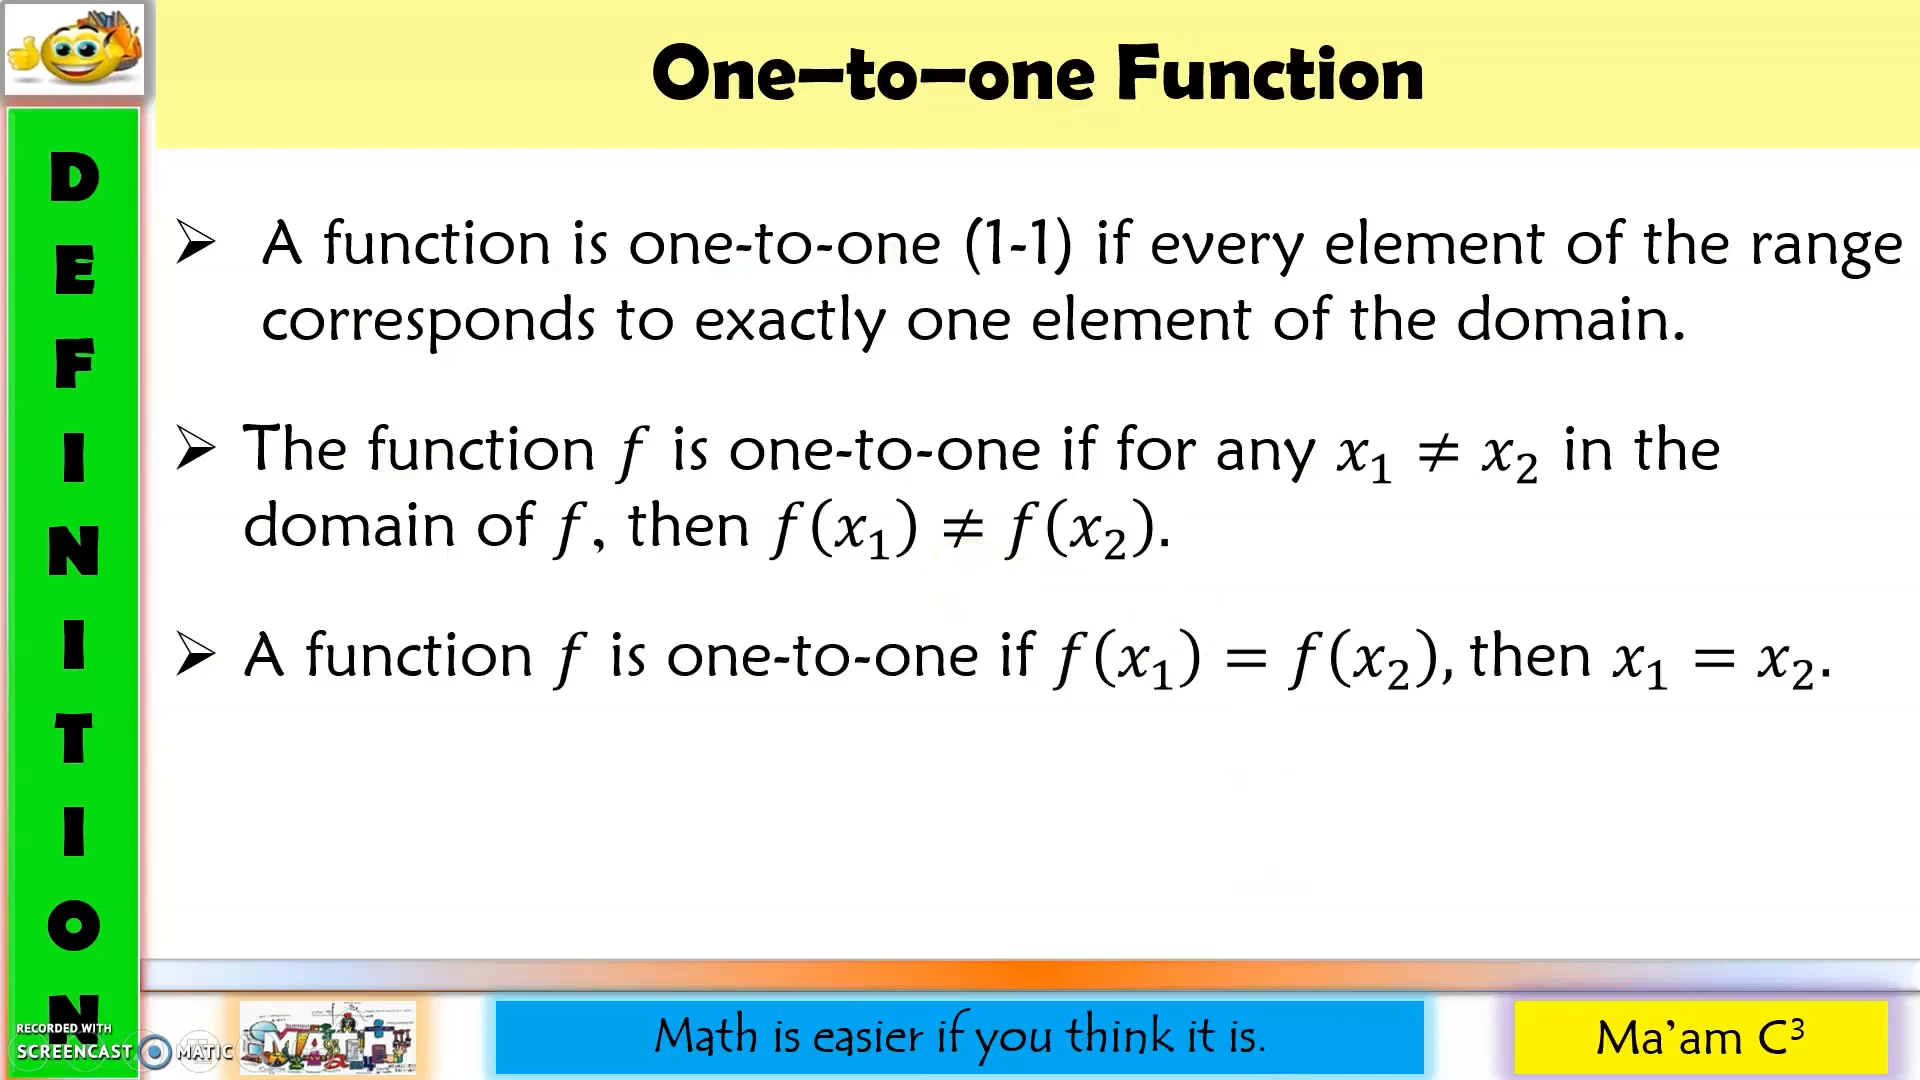 One–to–one Function
DEFINITION
➢ A function is one-to-one (1-1) if every element of the range
corresponds to exactly one element of the domain.
➢ The function f is one-to-one if for any x₁ ≠ x₂ in the
domain of f, then f(x₁) ≠ f(x₂).
➢ A function f is one-to-one if f(x₁) = f(x₂), then x₁ = x₂.
RECORDED WITH
SCREENCAST MATIC
MATH
Math is easier if you think it is.
Ma’am C³